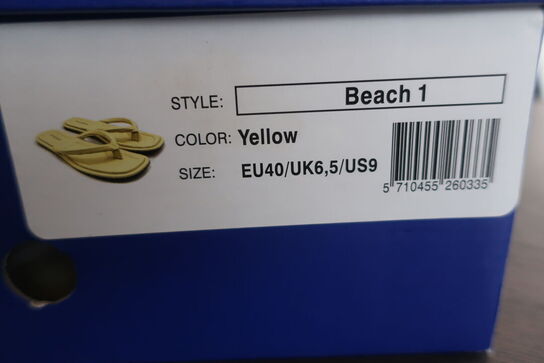 STYLE: Beach 1
COLOR: Yellow
SIZE: EU40/UK6,5/US9
5 710455 260335